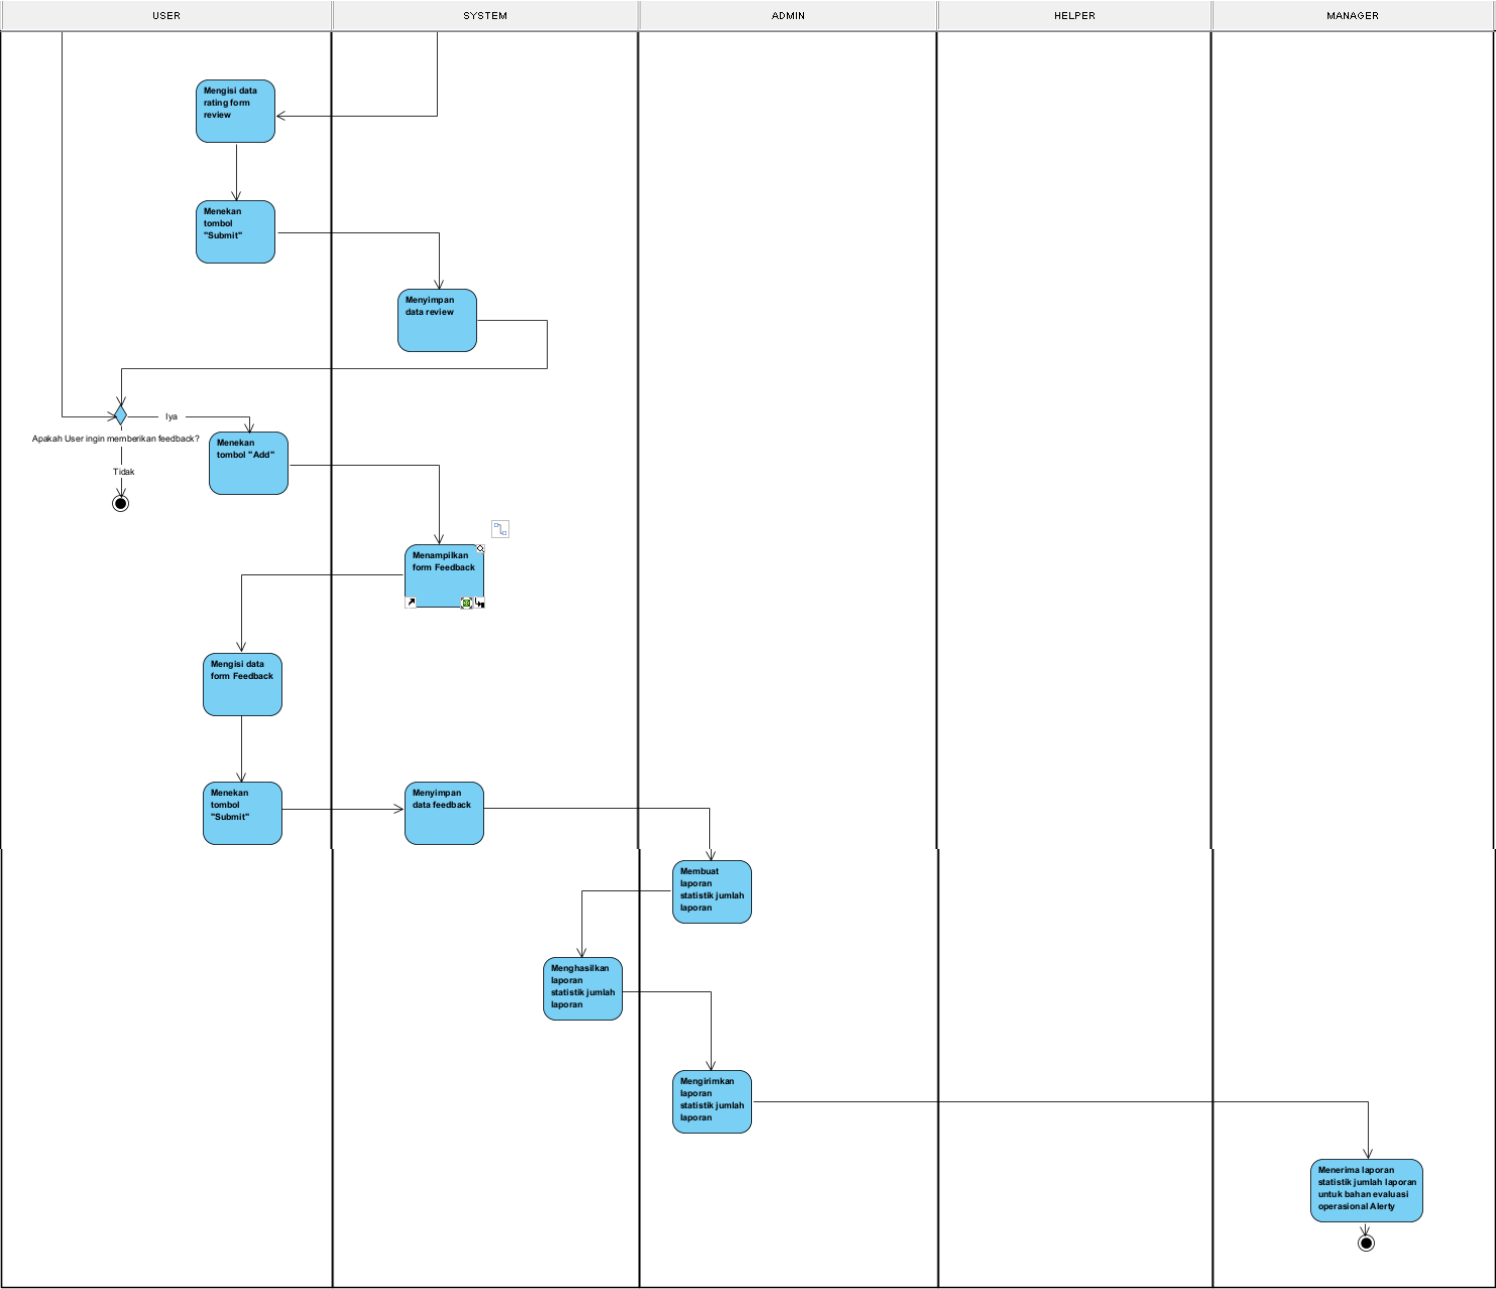 USER
SYSTEM
ADMIN
HELPER
MANAGER
Mengisi data
rating form
review
Menekan
tombol
"Submit"
Menyimpan
data review
Iya
Apakah User ingin memberikan feedback?
Tidak
Menekan
tombol "Add"
Menampilkan
form Feedback
Mengisi data
form Feedback
Menekan
tombol
"Submit"
Menyimpan
data feedback
Membuat
laporan
statistik jumlah
laporan
Menghasilkan
laporan
statistik jumlah
laporan
Mengirimkan
laporan
statistik jumlah
laporan
Menerima laporan
statistik jumlah laporan
untuk bahan evaluasi
operasional Alerty